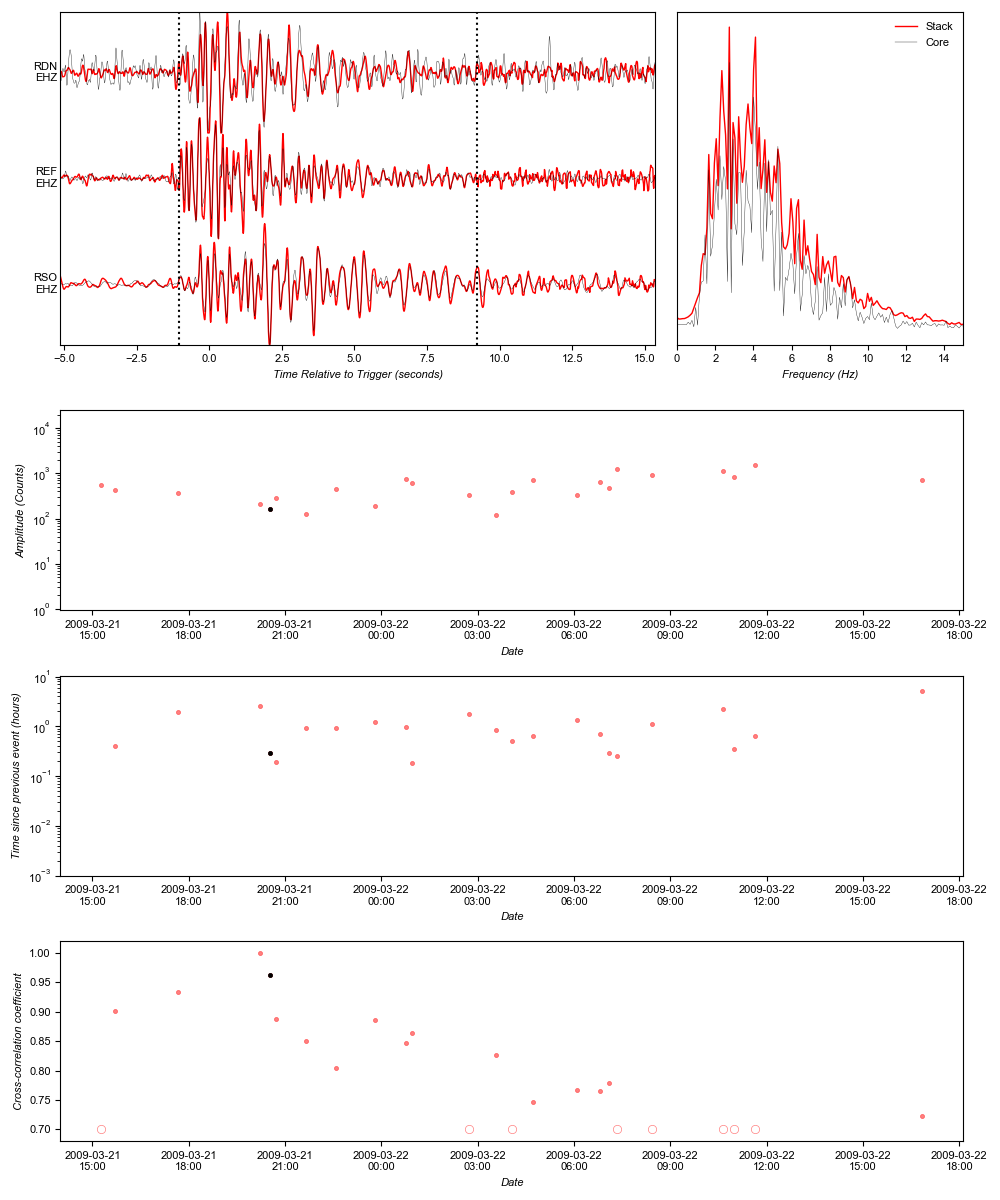 RDN
EHZ
REF
EHZ
RSO
EHZ
−5.0 −2.5 0.0 2.5 5.0 7.5 10.0 12.5 15.0
Time Relative to Trigger (seconds)
Stack
Core
0 2 4 6 8 10 12 14
Frequency (Hz)
Amplitude (Counts)
10⁴
10³
10²
10¹
10⁰
2009-03-21 2009-03-21 2009-03-21 2009-03-22 2009-03-22 2009-03-22 2009-03-22 2009-03-22 2009-03-22 2009-03-22
15:00 18:00 21:00 00:00 03:00 06:00 09:00 12:00 15:00 18:00
Date
Time since previous event (hours)
10¹
10⁰
10⁻¹
10⁻²
10⁻³
2009-03-21 2009-03-21 2009-03-21 2009-03-22 2009-03-22 2009-03-22 2009-03-22 2009-03-22 2009-03-22 2009-03-22
15:00 18:00 21:00 00:00 03:00 06:00 09:00 12:00 15:00 18:00
Date
Cross-correlation coefficient
1.00
0.95
0.90
0.85
0.80
0.75
0.70
2009-03-21 2009-03-21 2009-03-21 2009-03-22 2009-03-22 2009-03-22 2009-03-22 2009-03-22 2009-03-22 2009-03-22
15:00 18:00 21:00 00:00 03:00 06:00 09:00 12:00 15:00 18:00
Date